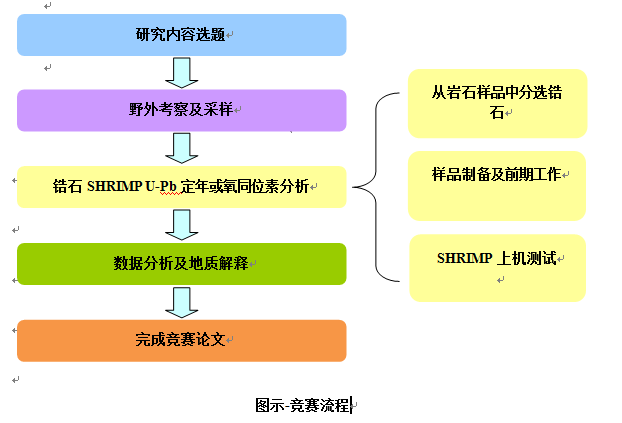 研究内容选题
野外考察及采样
锆石 SHRIMP U-Pb 定年或氧同位素分析
数据分析及地质解释
完成竞赛论文
从岩石样品中分选锆
石
样品制备及前期工作
SHRIMP 上机测试
图示-竞赛流程